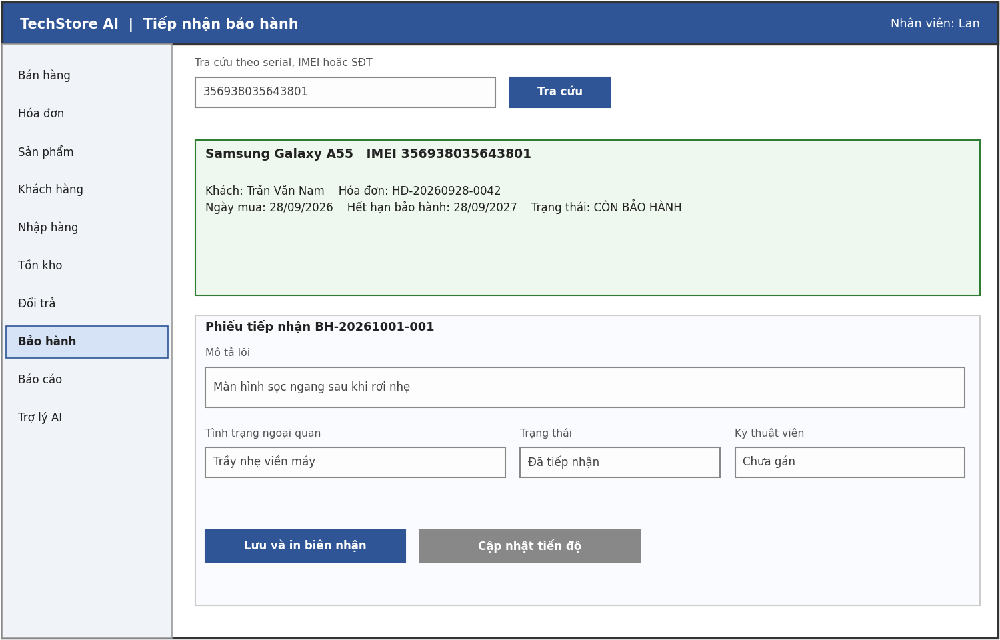 TechStore AI | Tiếp nhận bảo hành
Nhân viên: Lan
Bán hàng
Hóa đơn
Sản phẩm
Khách hàng
Nhập hàng
Tồn kho
Đổi trả
Bảo hành
Báo cáo
Trợ lý AI
Tra cứu theo serial, IMEI hoặc SĐT
356938035643801
Tra cứu
Samsung Galaxy A55 IMEI 356938035643801
Khách: Trần Văn Nam Hóa đơn: HD-20260928-0042
Ngày mua: 28/09/2026 Hết hạn bảo hành: 28/09/2027 Trạng thái: CÒN BẢO HÀNH
Phiếu tiếp nhận BH-20261001-001
Mô tả lỗi
Màn hình sọc ngang sau khi rơi nhẹ
Tình trạng ngoại quan
Trạng thái
Kỹ thuật viên
Trầy nhẹ viền máy
Đã tiếp nhận
Chưa gán
Lưu và in biên nhận
Cập nhật tiến độ